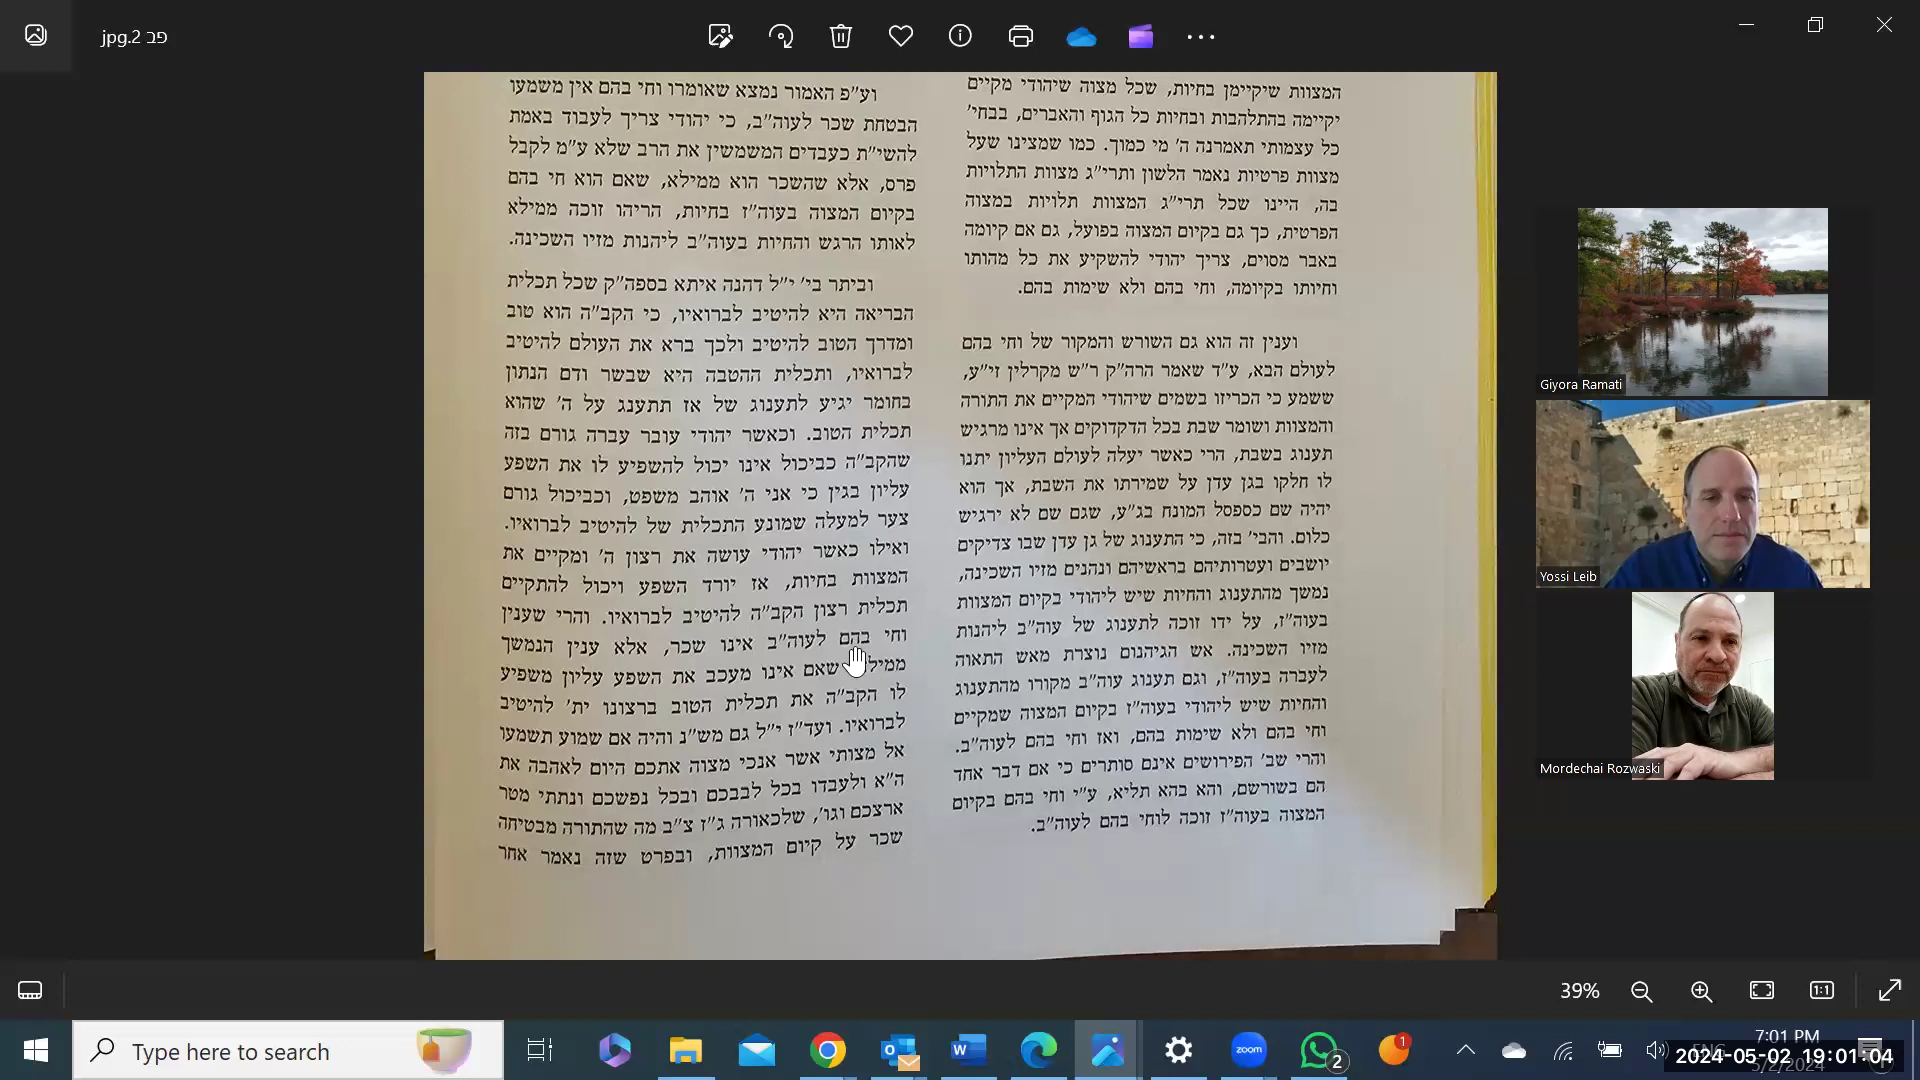 פב 2.jpg
המצוות שיקיימן בחיות, שכל מצוה שיהודי מקיים
יקיימה בהתלהבות ובחיות כל הגוף והאברים, בבחי'
כל עצמותי תאמרנה ה' מי כמוך. כמו שמצינו שעל
מצוות פרטיות נאמר הלשון ותרי"ג מצוות התלויות
בה, היינו שכל תרי"ג המצוות תלויות במצוה
הפרטית, כך גם בקיום המצוה בפועל, גם אם קיומה
באבר מסוים, צריך יהודי להשקיע את כל מהותו
וחיותו בקיומה, וחי בהם ולא שימות בהם.
וענין זה הוא גם השורש והמקור של וחי בהם
לעולם הבא, ע"ד שאמר הרה"ק ר"ש מקרלין זי"ע,
ששמע כי הכריזו בשמים שיהודי המקיים את התורה
והמצוות ושומר שבת בכל הדקדוקים אך אינו מרגיש
תענוג בשבת, הרי כאשר יעלה לעולם העליון יתנו
לו חלקו בגן עדן על שמירתו את השבת, אך הוא
יהיה שם כספסל המונח בג"ע, שגם שם לא ירגיש
כלום. והבי' בזה, כי התענוג של גן עדן שבו צדיקים
יושבים ועטרותיהם בראשיהם ונהנים מזיו השכינה,
נמשך מהתענוג והחיות שיש ליהודי בקיום המצוות
בעוה"ז, על ידו זוכה לתענוג של עוה"ב ליהנות
מזיו השכינה. אש הגיהנום נוצרת מאש התאוה
לעברה בעוה"ז, וגם תענוג עוה"ב מקורו מהתענוג
והחיות שיש ליהודי בעוה"ז בקיום המצוה שמקיים
וחי בהם ולא שימות בהם, ואז וחי בהם לעוה"ב.
והרי שב' הפירושים אינם סותרים כי אם דבר אחד
הם בשורשם, והא בהא תליא, ע"י וחי בהם בקיום
המצוה בעוה"ז זוכה לוחי בהם לעוה"ב.
וע"פ האמור נמצא שאומרו וחי בהם אין משמעו
הבטחת שכר לעוה"ב, כי יהודי צריך לעבוד באמת
להשי"ת כעבדים המשמשין את הרב שלא ע"מ לקבל
פרס, אלא שהשכר הוא ממילא, שאם הוא חי בהם
בקיום המצוה בעוה"ז בחיות, הריהו זוכה ממילא
לאותו הרגש והחיות בעוה"ב ליהנות מזיו השכינה.
וביתר בי' י"ל דהנה איתא בספה"ק שכל תכלית
הבריאה היא להיטיב לברואיו, כי הקב"ה הוא טוב
ומדרך הטוב להיטיב ולכך ברא את העולם להיטיב
לברואיו, ותכלית ההטבה היא שבשר ודם הנתון
בחומר יגיע לתענוג של אז תתענג על ה' שהוא
תכלית הטוב. וכאשר יהודי עובר עברה גורם בזה
שהקב"ה כביכול אינו יכול להשפיע לו את השפע
עליון בגין כי אני ה' אוהב משפט, וכביכול גורם
צער למעלה שמונע התכלית של להיטיב לברואיו.
ואילו כאשר יהודי עושה את רצון ה' ומקיים את
המצוות בחיות, אז יורד השפע ויכול להתקיים
תכלית רצון הקב"ה להיטיב לברואיו. והרי שענין
וחי בהם לעוה"ב אינו שכר, אלא ענין הנמשך
שאם אינו מעכב את השפע עליון משפיע
לו הקב"ה את תכלית הטוב ברצונו ית' להיטיב
לברואיו. ועד"ז י"ל גם מש"נ והיה אם שמוע תשמעו
אל מצותי אשר אנכי מצוה אתכם היום לאהבה את
ה"א ולעבדו בכל לבבכם ובכל נפשכם ונתתי מטר
ארצכם וגו', שלכאורה ג"ז צ"ב מה שהתורה מבטיחה
שכר על קיום המצוות, ובפרט שזה נאמר אחר
Giyora Ramati
Yossi Leib
Mordechai Rozwaski
39%
1:1
Type here to search
zoom
2
1
7:01 PM
2024-05-02 19:01:04
5/2/2024